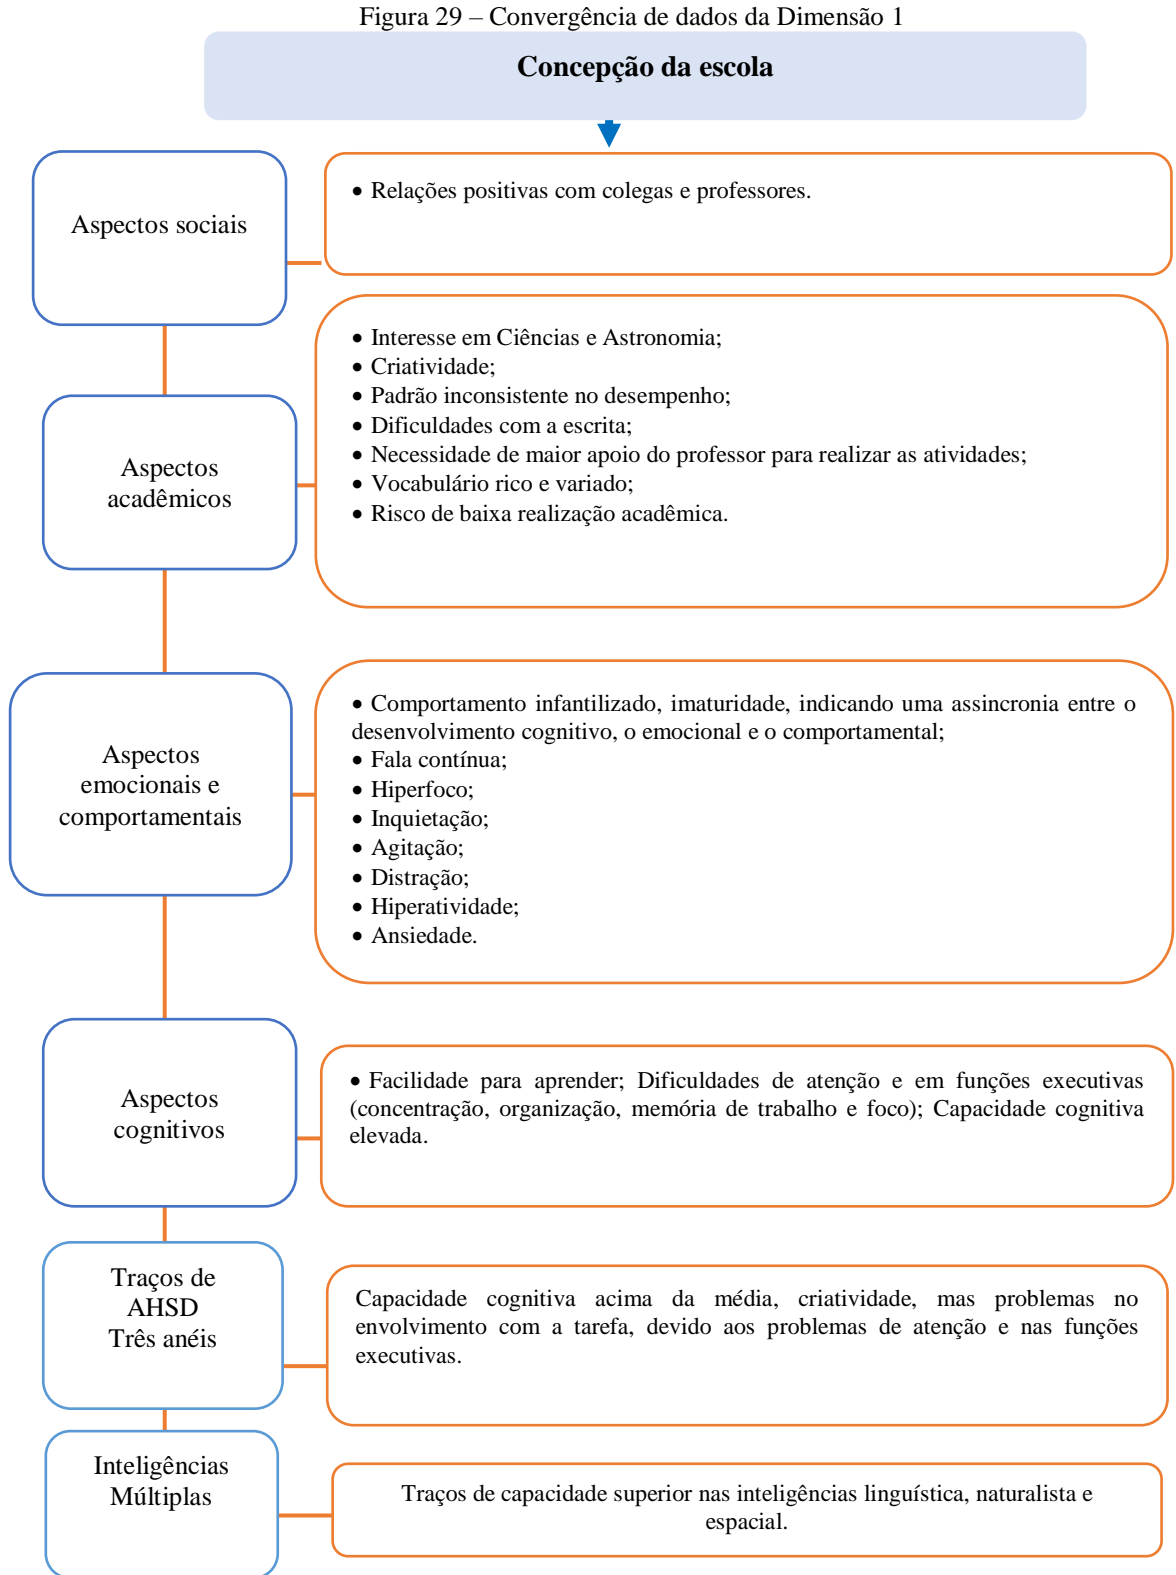 Figura 29 – Convergência de dados da Dimensão 1
Concepção da escola
Aspectos sociais
• Relações positivas com colegas e professores.
Aspectos
acadêmicos
• Interesse em Ciências e Astronomia;
• Criatividade;
• Padrão inconsistente no desempenho;
• Dificuldades com a escrita;
• Necessidade de maior apoio do professor para realizar as atividades;
• Vocabulário rico e variado;
• Risco de baixa realização acadêmica.
Aspectos
emocionais e
comportamentais
• Comportamento infantilizado, imaturidade, indicando uma assincronia entre o
desenvolvimento cognitivo, o emocional e o comportamental;
• Fala contínua;
• Hiperfoco;
• Inquietação;
• Agitação;
• Distração;
• Hiperatividade;
• Ansiedade.
Aspectos
cognitivos
• Facilidade para aprender; Dificuldades de atenção e em funções executivas
(concentração, organização, memória de trabalho e foco); Capacidade cognitiva
elevada.
Traços de
AHSD
Três anéis
Capacidade cognitiva acima da média, criatividade, mas problemas no
envolvimento com a tarefa, devido aos problemas de atenção e nas funções
executivas.
Inteligências
Múltiplas
Traços de capacidade superior nas inteligências linguística, naturalista e
espacial.